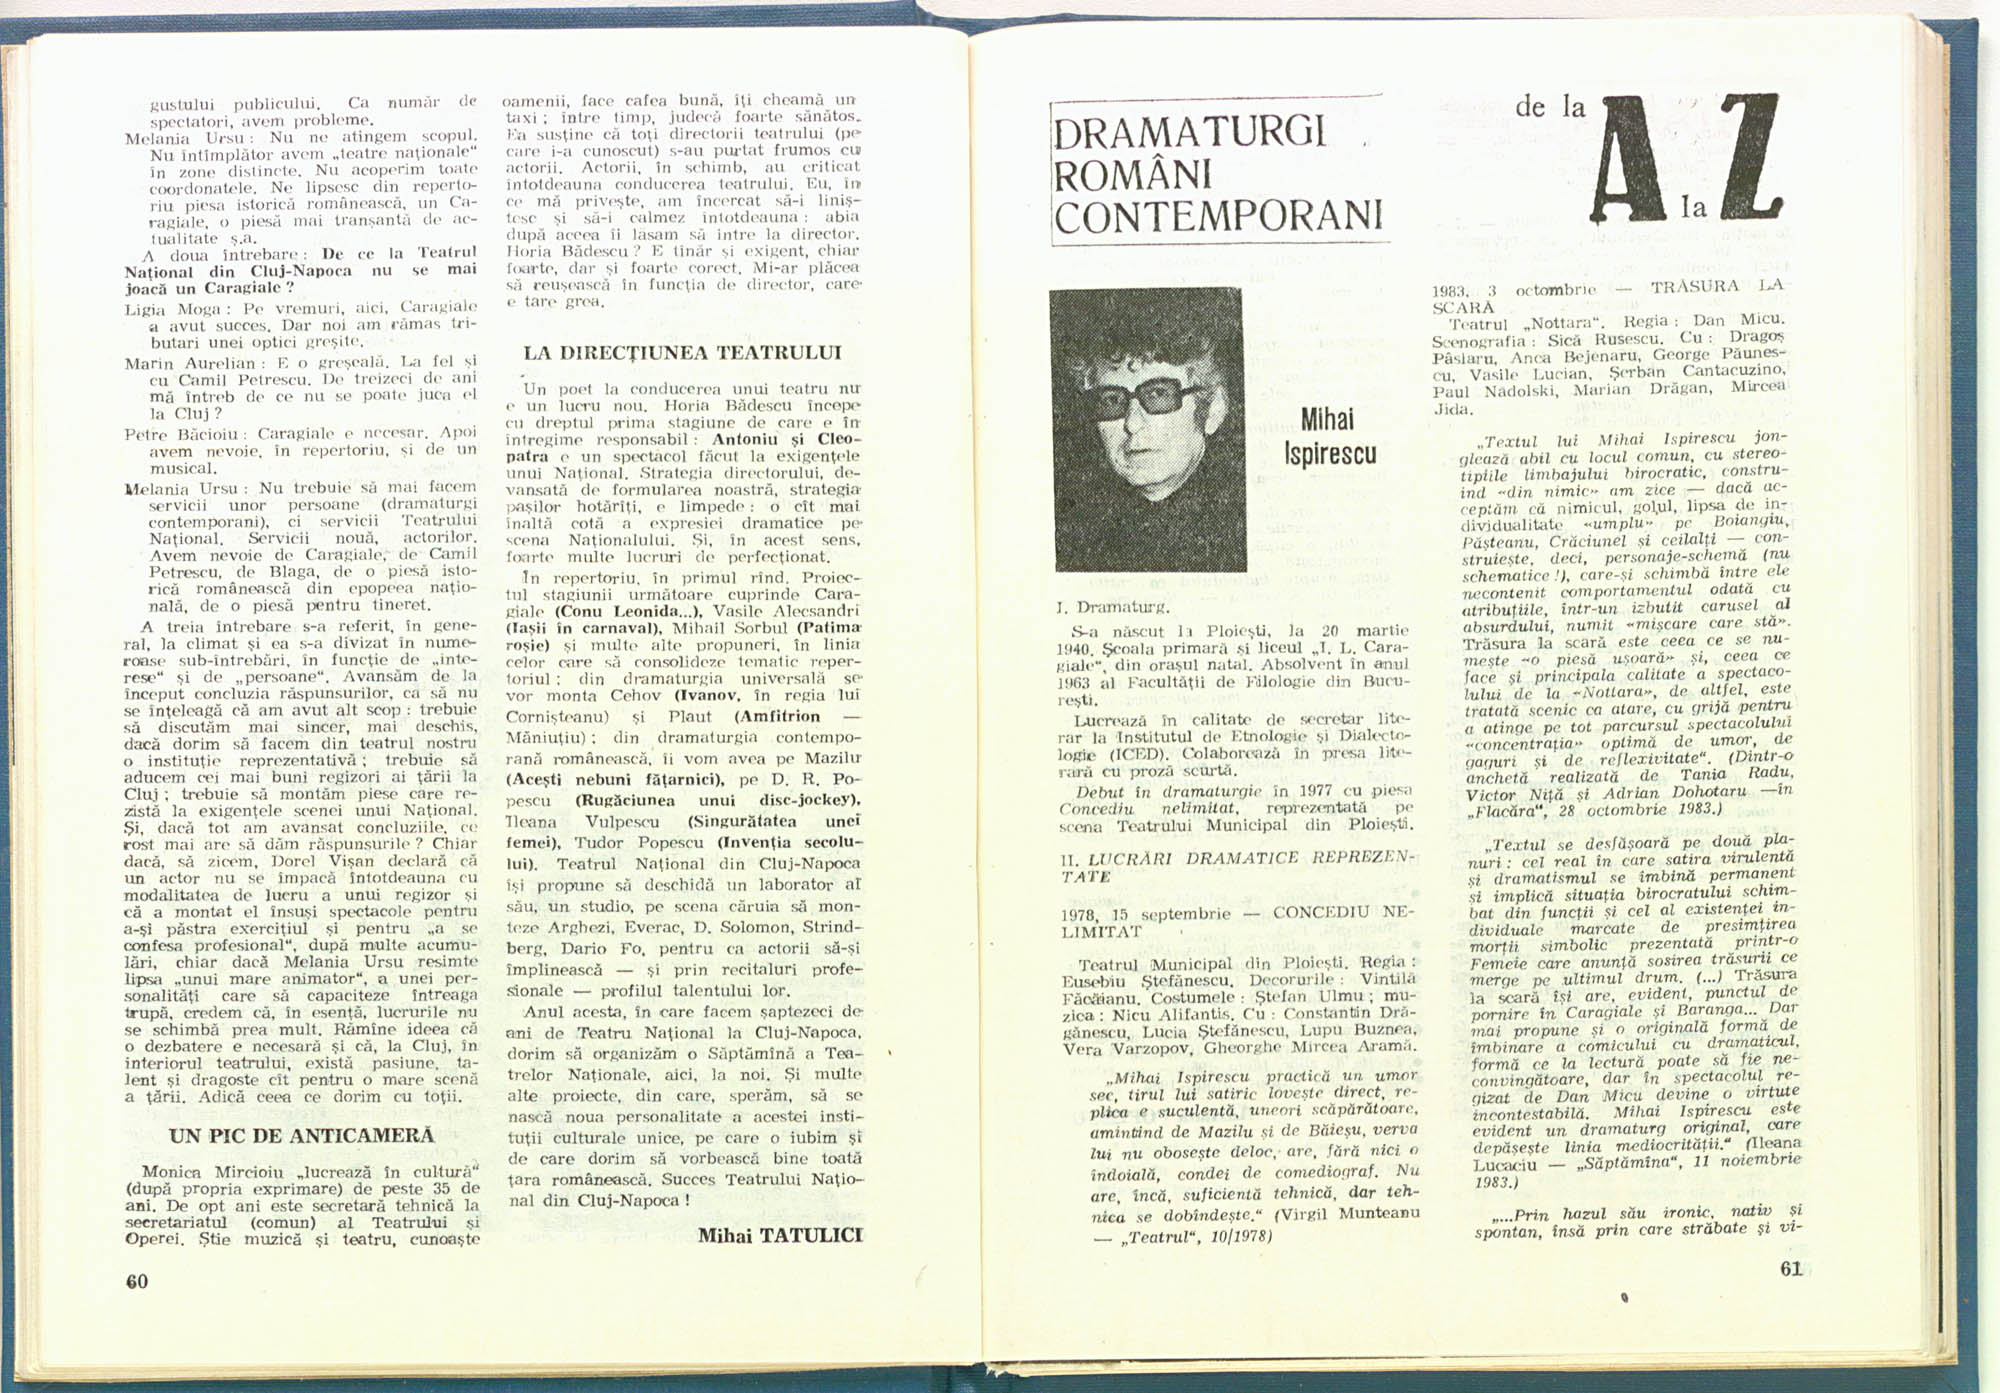 gustului publicului. Ca număr de
spectatori, avem probleme.
Melania Ursu : Nu ne atingem scopul.
Nu întîmplător avem „teatre naționale“
în zone distincte. Nu acoperim toate
coordonatele. Ne lipsesc din reperto-
riu piesa istorică românească, un Ca-
ragiale, o piesă mai tranșantă de ac-
tualitate ș.a.
A doua întrebare : De ce la Teatrul
Național din Cluj-Napoca nu se mai
joacă un Caragiale ?
Ligia Moga : Pe vremuri, aici, Caragiale
a avut succes. Dar noi am rămas tri-
butari unei optici greșite.
Marin Aurelian : E o greșeală. La fel și
cu Camil Petrescu. De treizeci de ani
mă întreb de ce nu se poate juca el
la Cluj ?
Petre Băcioiu : Caragiale e necesar. Apoi
avem nevoie, în repertoriu, și de un
musical.
Melania Ursu : Nu trebuie să mai facem
servicii unor persoane (dramaturgi
contemporani), ci servicii Teatrului
Național. Servicii nouă, actorilor.
Avem nevoie de Caragiale, de Camil
Petrescu, de Blaga, de o piesă isto-
rică românească din epopeea națio-
nală, de o piesă pentru tineret.
A treia întrebare s-a referit, în gene-
ral, la climat și ea s-a divizat în nume-
roase sub-întrebări, în funcție de „inte-
rese“ și de „persoane“. Avansăm de la
început concluzia răspunsurilor, ca să nu
se înțeleagă că am avut alt scop : trebuie
să discutăm mai sincer, mai deschis,
dacă dorim să facem din teatrul nostru
o instituție reprezentativă ; trebuie să
aducem cei mai buni regizori ai țării la
Cluj ; trebuie să montăm piese care re-
zistă la exigențele scenei unui Național.
Și, dacă tot am avansat concluziile, ce
rost mai are să dăm răspunsurile ? Chiar
dacă, să zicem, Dorel Vișan declară că
un actor nu se împacă întotdeauna cu
modalitatea de lucru a unui regizor și
că a montat el însuși spectacole pentru
a-și păstra exercițiul și pentru „a se
confesa profesional“, după multe acumu-
lări, chiar dacă Melania Ursu resimte
lipsa „unui mare animator“, a unei per-
sonalități care să capaciteze întreaga
trupă, credem că, în esență, lucrurile nu
se schimbă prea mult. Rămîne ideea că
o dezbatere e necesară și că, la Cluj, în
interiorul teatrului, există pasiune, ta-
lent și dragoste cît pentru o mare scenă
a țării. Adică ceea ce dorim cu toții.
UN PIC DE ANTICAMERĂ
Monica Mircioiu „lucrează în cultură“
(după propria exprimare) de peste 35 de
ani. De opt ani este secretară tehnică la
secretariatul (comun) al Teatrului și
Operei. Știe muzică și teatru, cunoaște
60
oamenii, face cafea bună, îți cheamă un
taxi ; între timp, judecă foarte sănătos.
Ea susține că toți directorii teatrului (pe
care i-a cunoscut) s-au purtat frumos cu
actorii. Actorii, în schimb, au criticat
întotdeauna conducerea teatrului. Eu, în
ce mă privește, am încercat să-i liniș-
tesc și să-i calmez întotdeauna : abia
după aceea îi lăsam să intre la director.
Horia Bădescu ? E tînăr și exigent, chiar
foarte, dar și foarte corect. Mi-ar plăcea
să reușească în funcția de director, care
e tare grea.
LA DIRECȚIUNEA TEATRULUI
Un poet la conducerea unui teatru nu
e un lucru nou. Horia Bădescu începe
cu dreptul prima stagiune de care e în
întregime responsabil : Antoniu și Cleo-
patra e un spectacol făcut la exigențele
unui Național. Strategia directorului, de-
vansată de formularea noastră, strategia
pașilor hotărîți, e limpede : o cît mai
înaltă cotă a expresiei dramatice pe
scena Naționalului. Și, în acest sens,
foarte multe lucruri de perfecționat.
În repertoriu, în primul rînd. Proiec-
tul stagiunii următoare cuprinde Cara-
giale (Conu Leonida...), Vasile Alecsandri
(Iașii în carnaval), Mihail Sorbul (Patima
roșie) și multe alte propuneri, în linia
celor care să consolideze tematic reper-
toriul ; din dramaturgia universală se
vor monta Cehov (Ivanov, în regia lui
Cornișteanu) și Plaut (Amfitrion —
Măniuțiu) ; din dramaturgia contempo-
rană românească, îi vom avea pe Mazilu
(Acești nebuni fățarnici), pe D. R. Po-
pescu (Rugăciunea unui disc-jockey),
Ileana Vulpescu (Singurătatea unei
femei), Tudor Popescu (Invenția secolu-
lui). Teatrul Național din Cluj-Napoca
își propune să deschidă un laborator al
său, un studio, pe scena căruia să mon-
teze Arghezi, Everac, D. Solomon, Strind-
berg, Dario Fo, pentru ca actorii să-și
împlinească — și prin recitaluri profe-
sionale — profilul talentului lor.
Anul acesta, în care facem șaptezeci de
ani de Teatru Național la Cluj-Napoca,
dorim să organizăm o Săptămînă a Tea-
trelor Naționale, aici, la noi. Și multe
alte proiecte, din care, sperăm, să se
nască noua personalitate a acestei insti-
tuții culturale unice, pe care o iubim și
de care dorim să vorbească bine toată
țara românească. Succes Teatrului Națio-
nal din Cluj-Napoca !
Mihai TATULICI
DRAMATURGI
ROMÂNI
CONTEMPORANI
de la A la Z
Mihai
Ispirescu
I. Dramaturg.
S-a născut la Ploiești, la 20 martie
1940. Școala primară și liceul „I. L. Cara-
giale“, din orașul natal. Absolvent în anul
1963 al Facultății de Filologie din Bucu-
rești.
Lucrează în calitate de secretar lite-
rar la Institutul de Etnologie și Dialecto-
logie (ICED). Colaborează în presa lite-
rară cu proză scurtă.
Debut în dramaturgie în 1977 cu piesa
Concediu nelimitat, reprezentată pe
scena Teatrului Municipal din Ploiești.
II. LUCRĂRI DRAMATICE REPREZEN-
TATE
1978, 15 septembrie — CONCEDIU NE-
LIMITAT
Teatrul Municipal din Ploiești. Regia :
Eusebiu Ștefănescu. Decorurile : Vintilă
Făcăianu. Costumele : Ștefan Ulmu ; mu-
zica : Nicu Alifantis. Cu : Constantin Dră-
gănescu, Lucia Ștefănescu, Lupu Buznea,
Vera Varzopov, Gheorghe Mircea Aramă.
„Mihai Ispirescu practică un umor
sec, tirul lui satiric lovește direct, re-
plica e suculentă, uneori scăpărătoare,
amintind de Mazilu și de Băieșu, verva
lui nu obosește deloc, are, fără nici o
îndoială, condei de comediograf. Nu
are, încă, suficientă tehnică, dar teh-
nica se dobîndește.“ (Virgil Munteanu
— „Teatrul“, 10/1978)
1983. 3 octombrie — TRĂSURA LA
SCARĂ
Teatrul „Nottara“. Regia : Dan Micu.
Scenografia : Sică Rusescu. Cu : Dragoș
Pâslaru, Anca Bejenaru, George Păunes-
cu, Vasile Lucian, Șerban Cantacuzino,
Paul Nadolski, Marian Drăgan, Mircea
Jida.
„Textul lui Mihai Ispirescu jon-
glează abil cu locul comun, cu stereo-
tipiile limbajului birocratic, constru-
ind «din nimic» am zice — dacă ac-
ceptăm că nimicul, golul, lipsa de in-
dividualitate «umplu» pe Boiangiu,
Pășteanu, Crăciunel și ceilalți — con-
struiește, deci, personaje-schemă (nu
schematice !), care-și schimbă între ele
necontenit comportamentul odată cu
atribuțiile, într-un izbutit carusel al
absurdului, numit «mișcare care stă».
Trăsura la scară este ceea ce se nu-
mește «o piesă ușoară» și, ceea ce
face și principala calitate a spectaco-
lului de la «Nottara», de altfel, este
tratată scenic ca atare, cu grijă pentru
a atinge pe tot parcursul spectacolului
«concentrația» optimă de umor, de
gaguri și de reflexivitate“. (Dintr-o
anchetă realizată de Tania Radu,
Victor Niță și Adrian Dohotaru —în
„Flacăra“, 28 octombrie 1983.)
„Textul se desfășoară pe două pla-
nuri : cel real în care satira virulentă
și dramatismul se îmbină permanent
și implică situația birocratului schim-
bat din funcții și cel al existenței in-
dividuale marcate de presimțirea
morții simbolic prezentată printr-o
Femeie care anunță sosirea trăsurii ce
merge pe ultimul drum. (...) Trăsura
la scară își are, evident, punctul de
pornire în Caragiale și Baranga... Dar
mai propune și o originală formă de
îmbinare a comicului cu dramaticul,
formă ce la lectură poate să fie ne-
convingătoare, dar în spectacolul re-
gizat de Dan Micu devine o virtute
incontestabilă. Mihai Ispirescu este
evident un dramaturg original, care
depășește linia mediocrității.“ (Ileana
Lucaciu — „Săptămîna“, 11 noiembrie
1983.)
„...Prin hazul său ironic, nativ și
spontan, însă prin care străbate și vi-
61